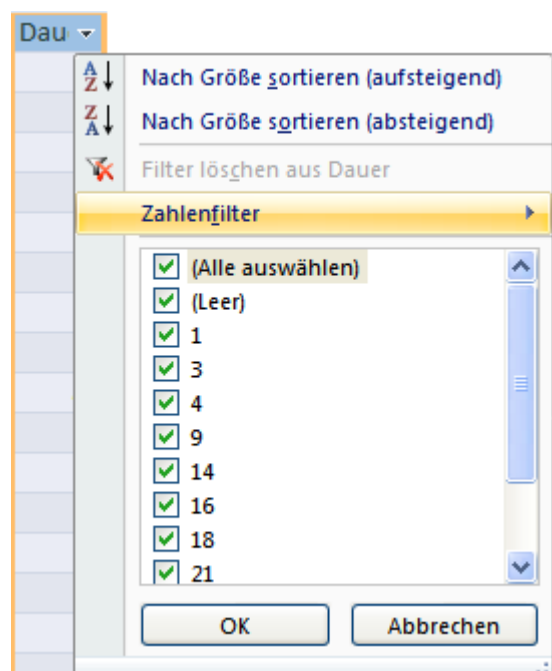 Dau
Nach Größe sortieren (aufsteigend)
Nach Größe sortieren (absteigend)
Filter löschen aus Dauer
Zahlenfilter
(Alle auswählen)
(Leer)
1
3
4
9
14
16
18
21
OK Abbrechen